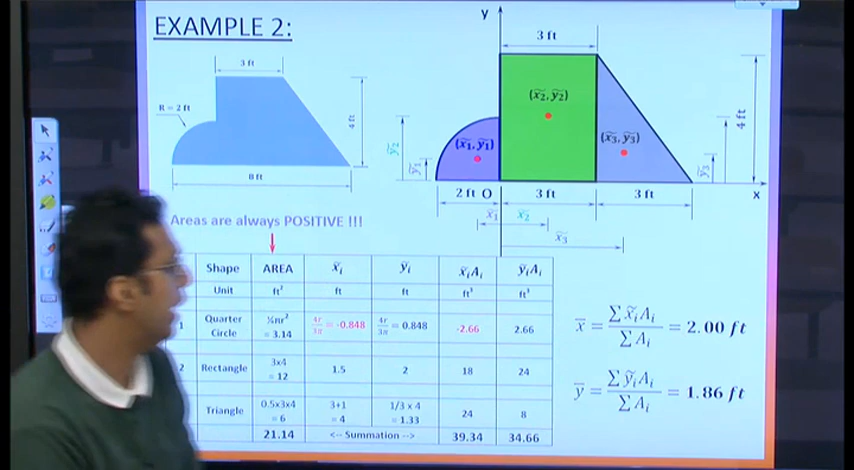 EXAMPLE 2:
3 ft
R = 2 ft
4 ft
8 ft
y
3 ft
(x̃2, ỹ2)
(x̃1, ỹ1)
(x̃3, ỹ3)
4 ft
ỹ2
ỹ1
ỹ3
2 ft O 3 ft 3 ft x
x̃1 x̃2
x̃3
Areas are always POSITIVE !!!
Shape AREA x̃i ỹi x̃iAi ỹiAi
Unit ft² ft ft ft³ ft³
1 Quarter Circle ¼πr² = 3.14 4r/3π = -0.848 4r/3π = 0.848 -2.66 2.66
2 Rectangle 3x4 = 12 1.5 2 18 24
Triangle 0.5x3x4 = 6 3+1 = 4 1/3 x 4 = 1.33 24 8
21.14 <-- Summation --> 39.34 34.66
x̄ = ∑ x̃iAi / ∑ Ai = 2.00 ft
ȳ = ∑ ỹiAi / ∑ Ai = 1.86 ft